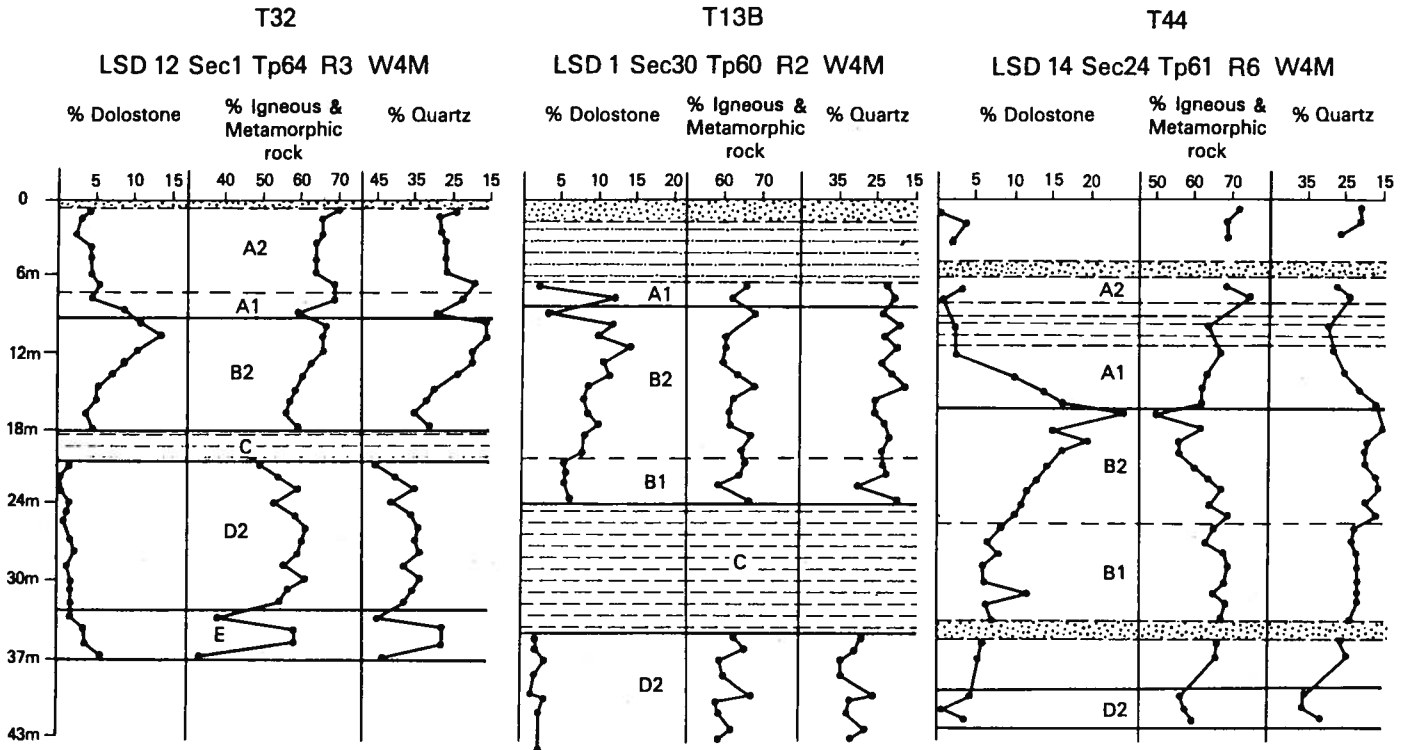 T32
LSD 12 Sec1 Tp64 R3 W4M
% Dolostone
% Igneous &
Metamorphic
rock
% Quartz
5 10 15
40 50 60 70
45 25 15
T13B
LSD 1 Sec30 Tp60 R2 W4M
% Dolostone
% Igneous &
Metamorphic
rock
% Quartz
5 10 15 20
60 70
35 25 15
T44
LSD 14 Sec24 Tp61 R6 W4M
% Dolostone
% Igneous &
Metamorphic
rock
% Quartz
0 10 20
50 60 70
35 25 15
0
6m
12m
18m
24m
30m
37m
43m
A2
A1
B2
C
D2
E
A1
B2
B1
C
D2
A2
A1
B2
B1
D2